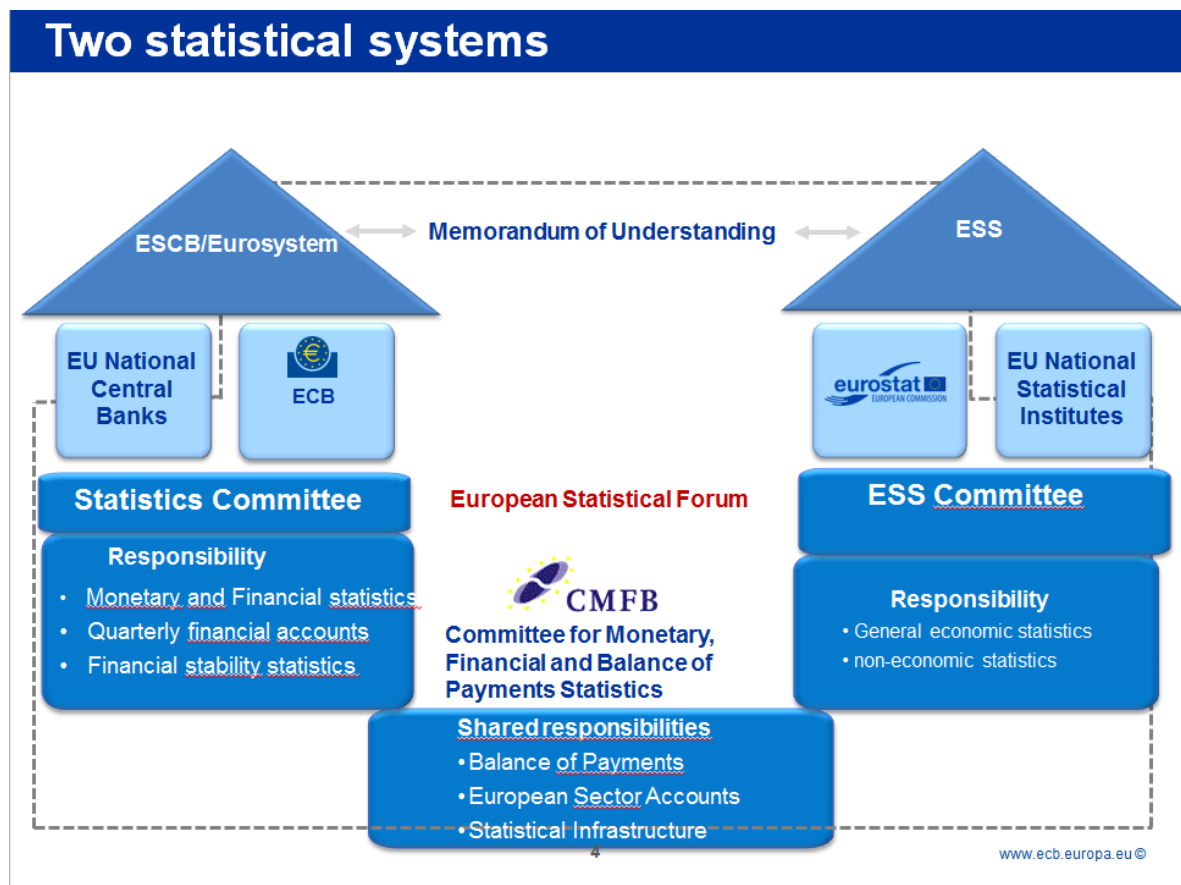 Two statistical systems
ESCB/Eurosystem
Memorandum of Understanding
ESS
EU National
Central
Banks
ECB
eurostat
EUROPEAN COMMISSION
EU National
Statistical
Institutes
Statistics Committee
European Statistical Forum
ESS Committee
Responsibility
• Monetary and Financial statistics
• Quarterly financial accounts
• Financial stability statistics
CMFB
Committee for Monetary,
Financial and Balance of
Payments Statistics
Responsibility
• General economic statistics
• non-economic statistics
Shared responsibilities
• Balance of Payments
• European Sector Accounts
• Statistical Infrastructure
4
www.ecb.europa.eu ©